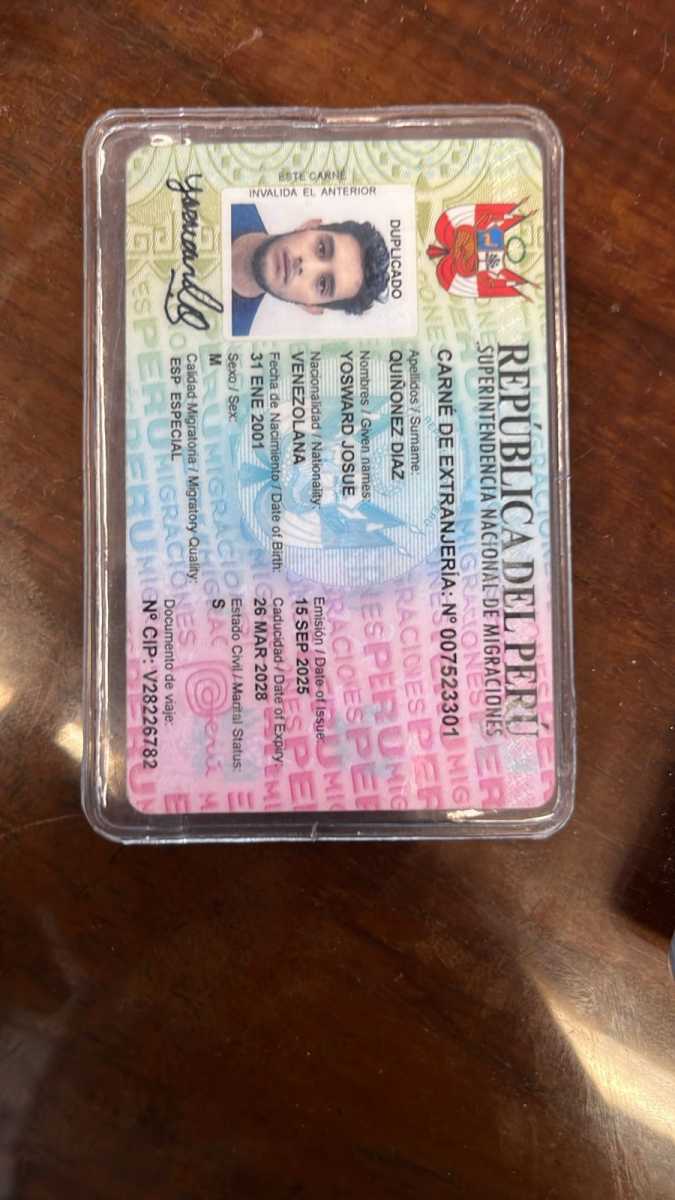 REPÚBLICA DEL PERÚ
SUPERINTENDENCIA NACIONAL DE MIGRACIONES
CARNÉ DE EXTRANJERÍA: N° 007523301
DUPLICADO
ESTE CARNÉ
INVALIDA EL ANTERIOR
Apellidos / Surname:
QUIÑONEZ DIAZ
Nombres / Given names:
YOSWARD JOSUE
Nacionalidad / Nationality:
VENEZOLANA
Emisión / Date of Issue:
15 SEP 2025
Fecha de Nacimiento / Date of Birth:
31 ENE 2001
Caducidad / Date of Expiry:
26 MAR 2028
Sexo / Sex:
M
Estado Civil / Marital Status:
S
Calidad Migratoria / Migratory Quality:
ESP ESPECIAL
Documento de viaje:
N° CIP: V28226782